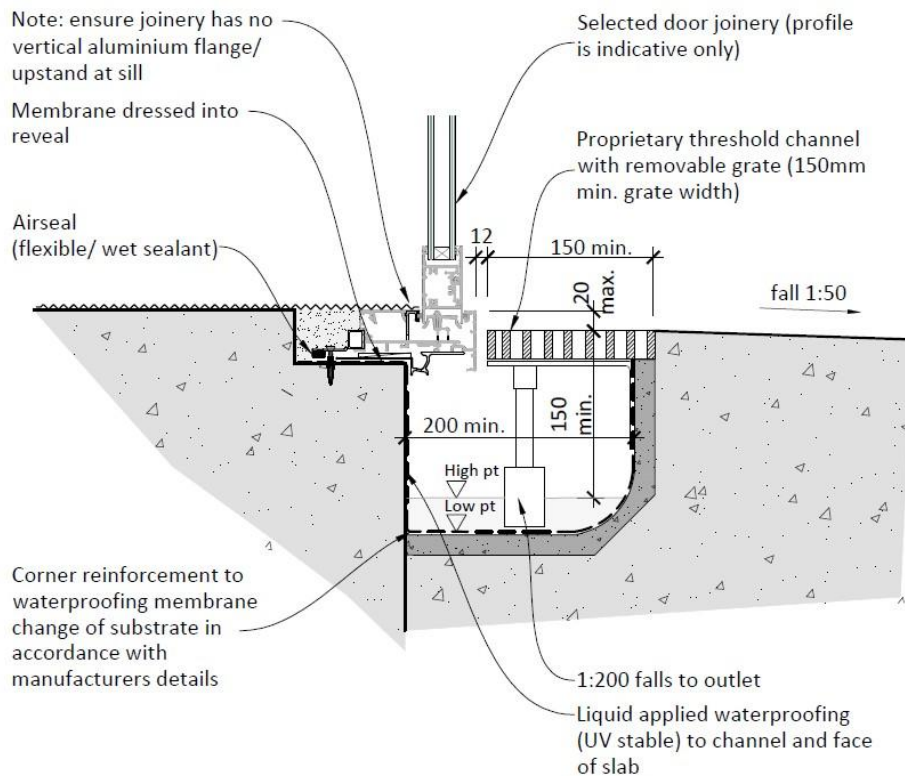 Note: ensure joinery has no
vertical aluminium flange/
upstand at sill
Membrane dressed into
reveal
Airseal
(flexible/ wet sealant)
Selected door joinery (profile
is indicative only)
Proprietary threshold channel
with removable grate (150mm
min. grate width)
12
150 min.
20
max.
fall 1:50
200 min.
150
min.
High pt
Low pt
Corner reinforcement to
waterproofing membrane
change of substrate in
accordance with
manufacturers details
1:200 falls to outlet
Liquid applied waterproofing
(UV stable) to channel and face
of slab